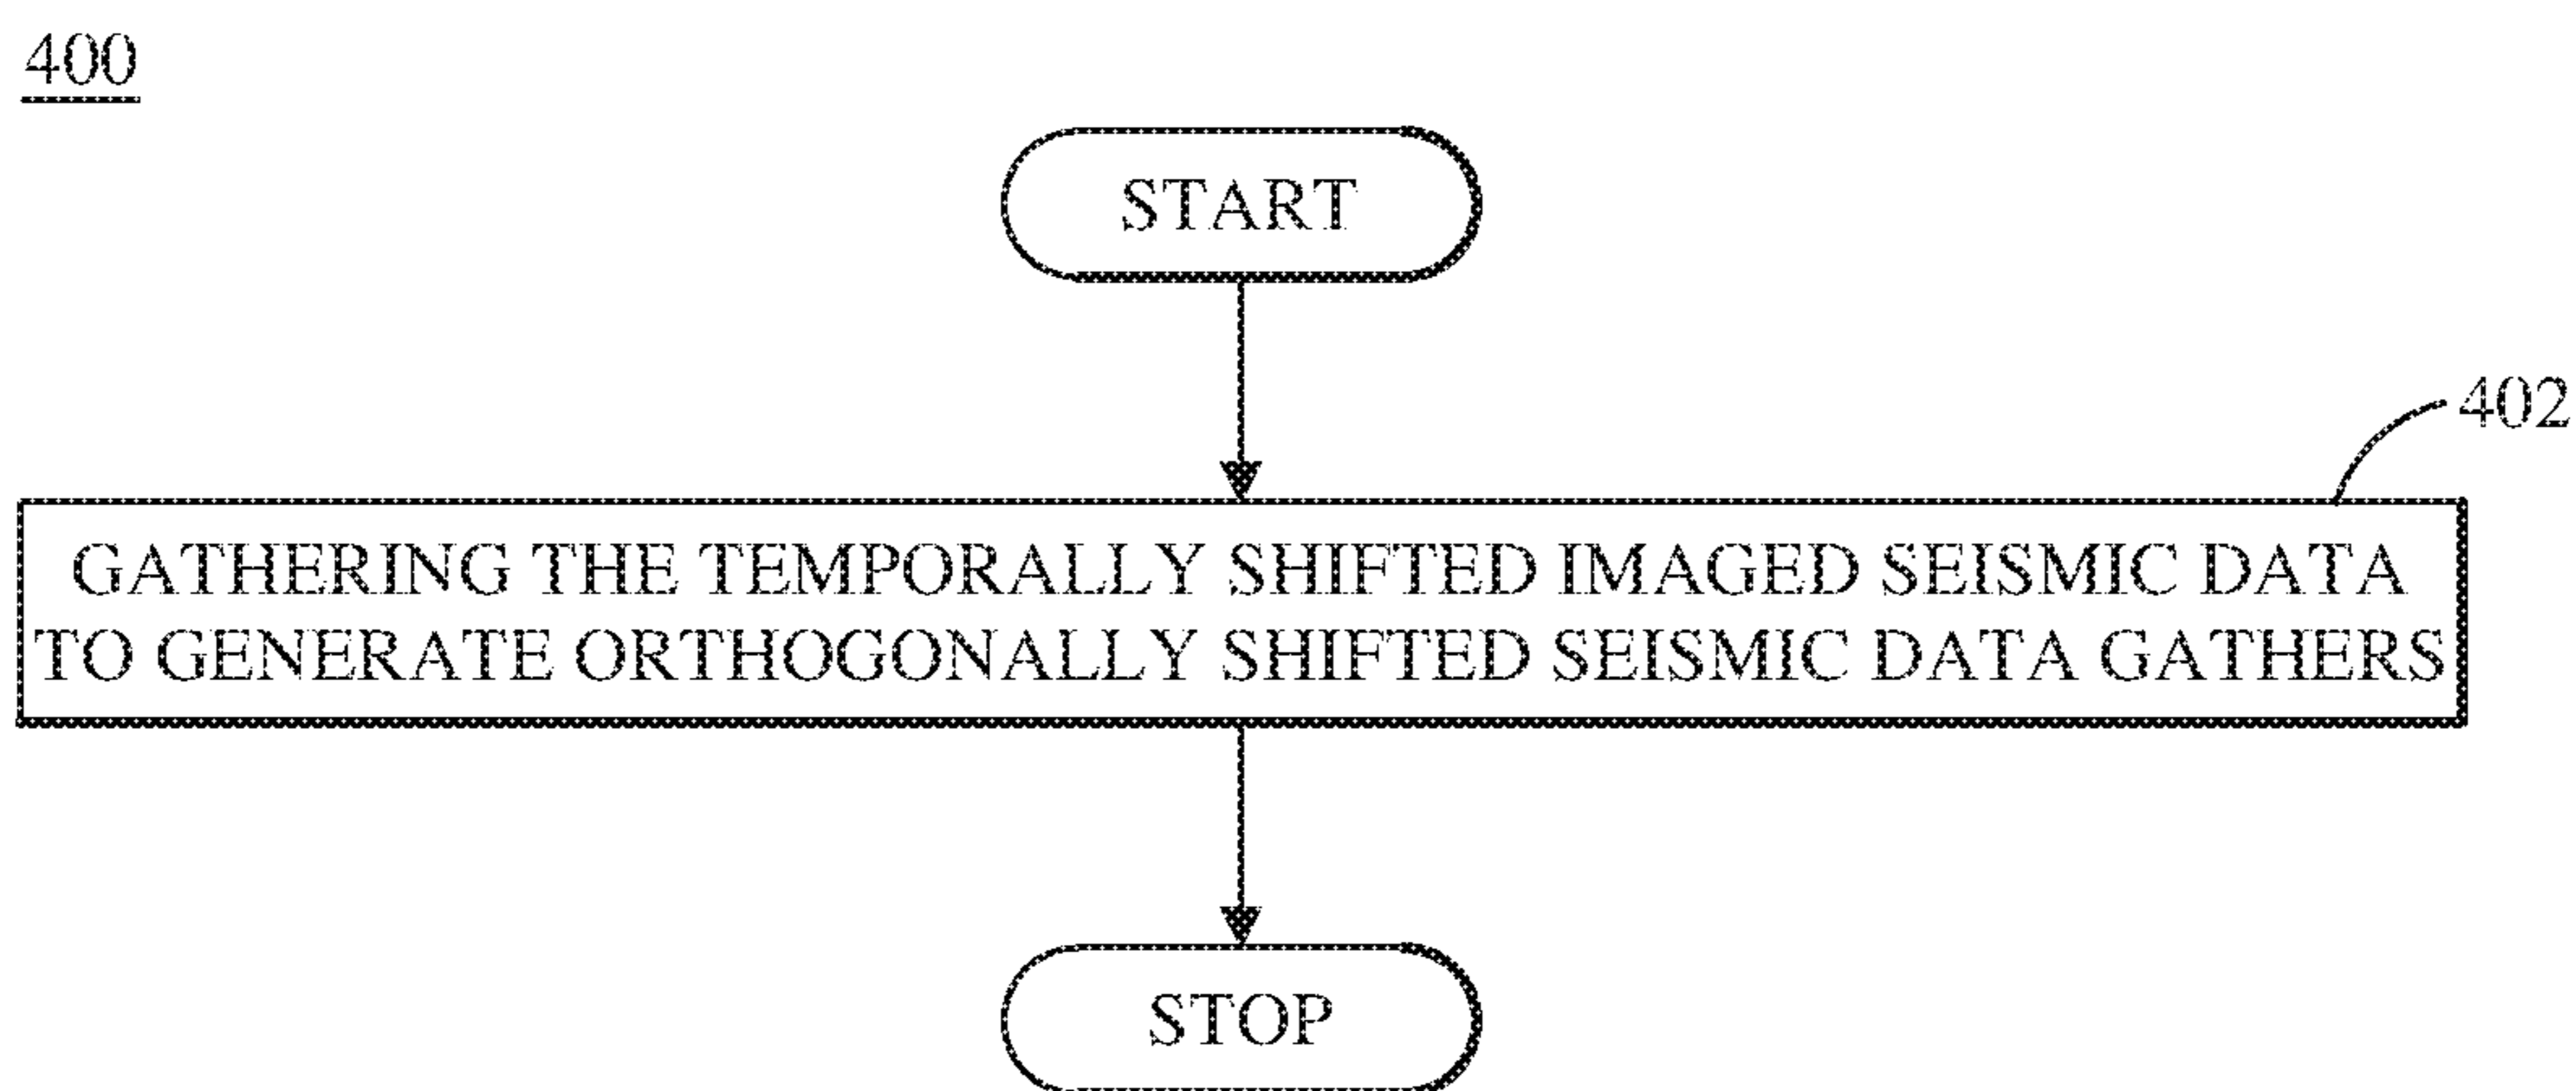 400
START
402
GATHERING THE TEMPORALLY SHIFTED IMAGED SEISMIC DATA
TO GENERATE ORTHOGONALLY SHIFTED SEISMIC DATA GATHERS
STOP